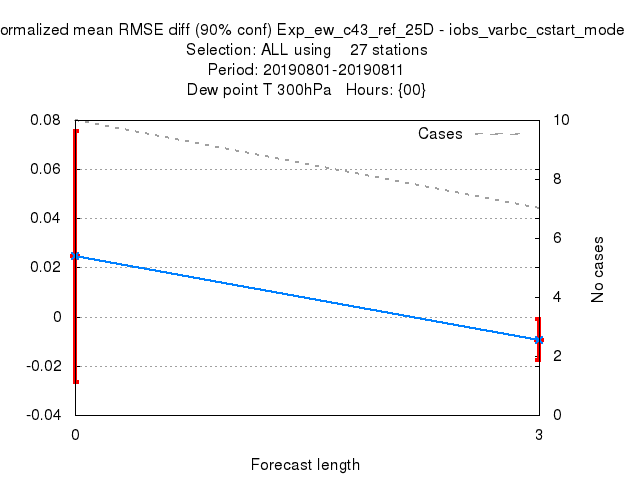 ormalized mean RMSE diff (90% conf) Exp_ew_c43_ref_25D - iobs_varbc_cstart_mode
Selection: ALL using 27 stations
Period: 20190801-20190811
Dew point T 300hPa Hours: {00}
0.08
0.06
0.04
0.02
0
-0.02
-0.04
Cases
10
8
6
4
2
0
No cases
0
3
Forecast length